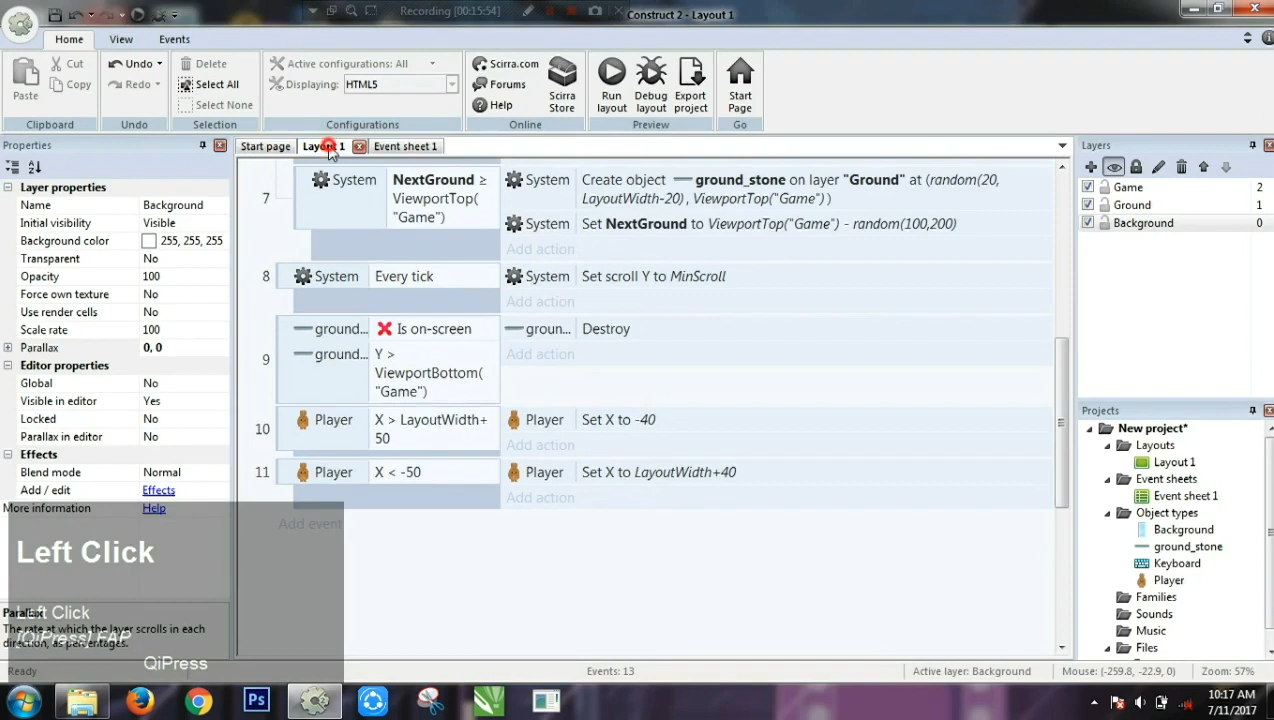 Recording [00:15:54]
Construct 2 - Layout 1
Home
View
Events
Paste
Cut
Copy
Clipboard
Undo
Redo
Undo
Delete
Select All
Select None
Selection
Active configurations: All
Displaying:
HTML5
Configurations
Scirra.com
Forums
Help
Scirra
Store
Online
Run
layout
Debug
layout
Export
project
Preview
Start
Page
Go
Properties
Start page
Layout 1
Event sheet 1
Layers
Layer properties
Name Background
Initial visibility Visible
Background color 255, 255, 255
Transparent No
Opacity 100
Force own texture No
Use render cells No
Scale rate 100
Parallax 0, 0
Editor properties
Global No
Visible in editor Yes
Locked No
Parallax in editor No
Effects
Blend mode Normal
Add / edit Effects
More information Help
Parallax
The rate at which the layer scrolls in each
direction, as percentages.
Left Click
Left Click
[QiPress]
QiPress
7
System
NextGround ≥
ViewportTop(
"Game")
System
Create object ground_stone on layer "Ground" at (random(20,
LayoutWidth-20), ViewportTop("Game"))
System
Set NextGround to ViewportTop("Game") - random(100,200)
Add action
8
System
Every tick
System
Set scroll Y to MinScroll
Add action
9
ground...
Is on-screen
groun...
Destroy
ground...
Y >
ViewportBottom(
"Game")
Add action
10
Player
X > LayoutWidth+
50
Player
Set X to -40
Add action
11
Player
X < -50
Player
Set X to LayoutWidth+40
Add action
Add event
Game 2
Ground 1
Background 0
Projects
New project*
Layouts
Layout 1
Event sheets
Event sheet 1
Object types
Background
ground_stone
Keyboard
Player
Families
Sounds
Music
Files
Ready
Events: 13
Active layer: Background
Mouse: (-259.8, -22.9, 0)
Zoom: 57%
Ps
10:17 AM
7/11/2017